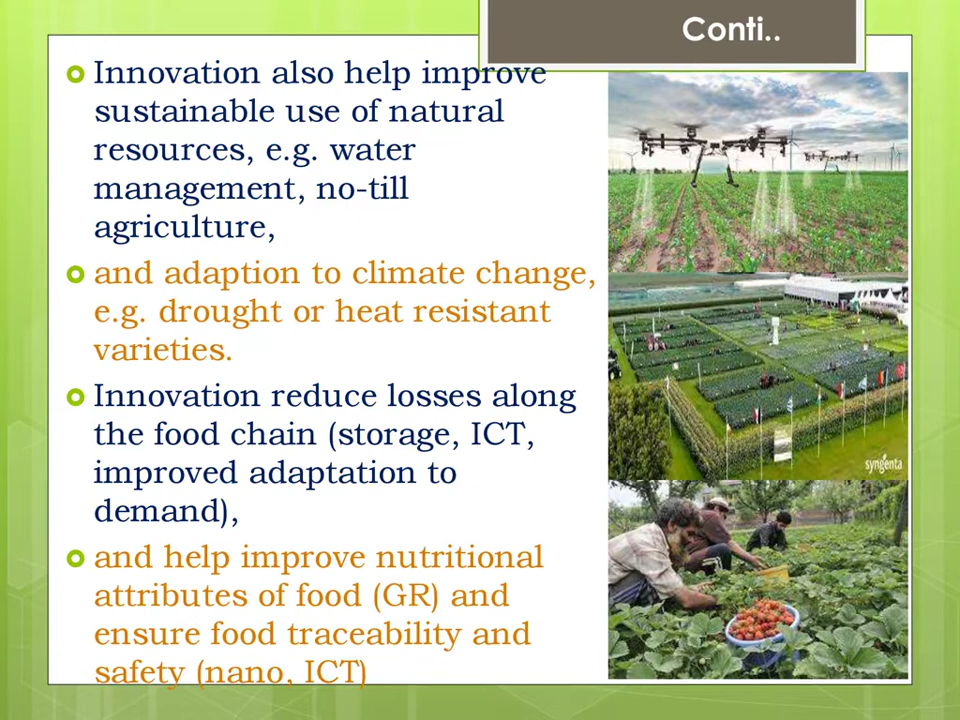 Conti..
Innovation also help improve
sustainable use of natural
resources, e.g. water
management, no-till
agriculture,
and adaption to climate change,
e.g. drought or heat resistant
varieties.
Innovation reduce losses along
the food chain (storage, ICT,
improved adaptation to
demand),
and help improve nutritional
attributes of food (GR) and
ensure food traceability and
safety (nano, ICT)
syngenta